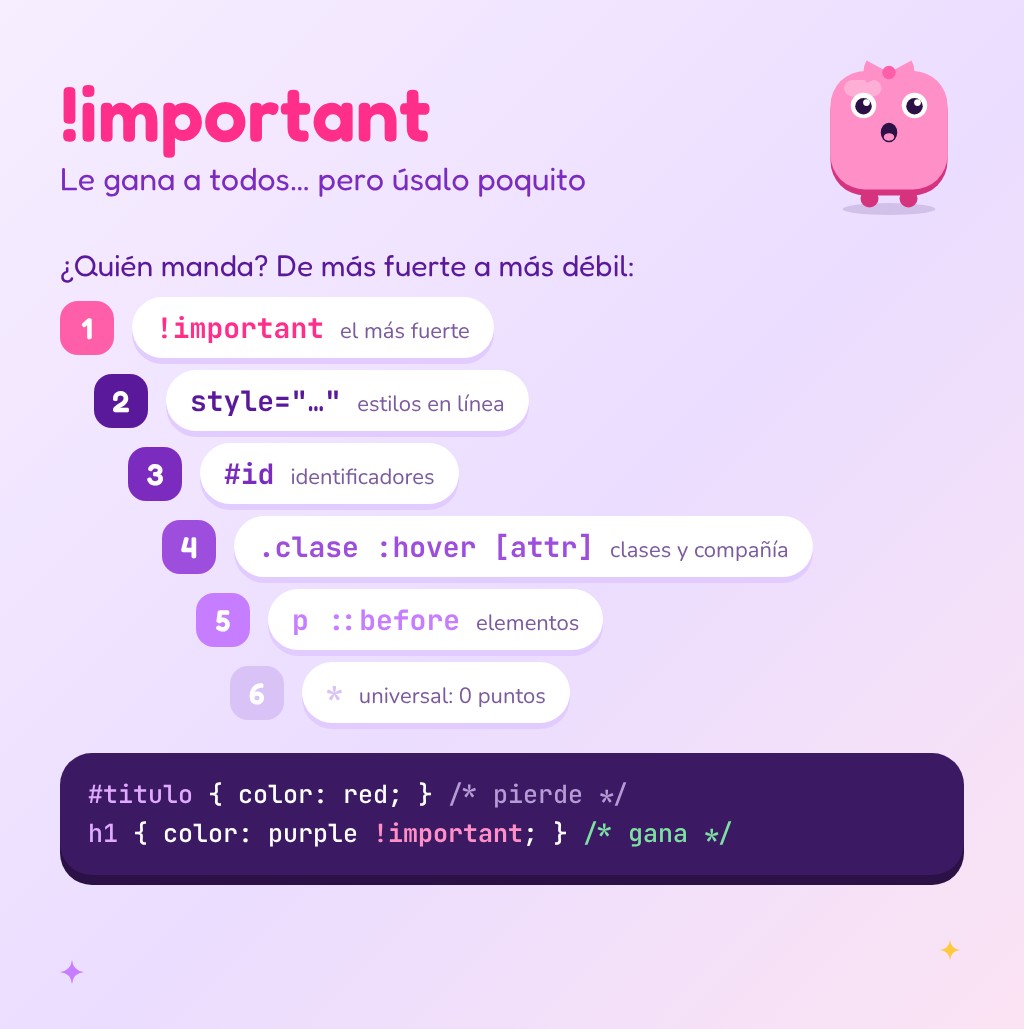 !important
Le gana a todos… pero úsalo poquito
¿Quién manda? De más fuerte a más débil:
1 !important el más fuerte
2 style="…" estilos en línea
3 #id identificadores
4 .clase :hover [attr] clases y compañía
5 p ::before elementos
6 * universal: 0 puntos
#titulo { color: red; } /* pierde */
h1 { color: purple !important; } /* gana */